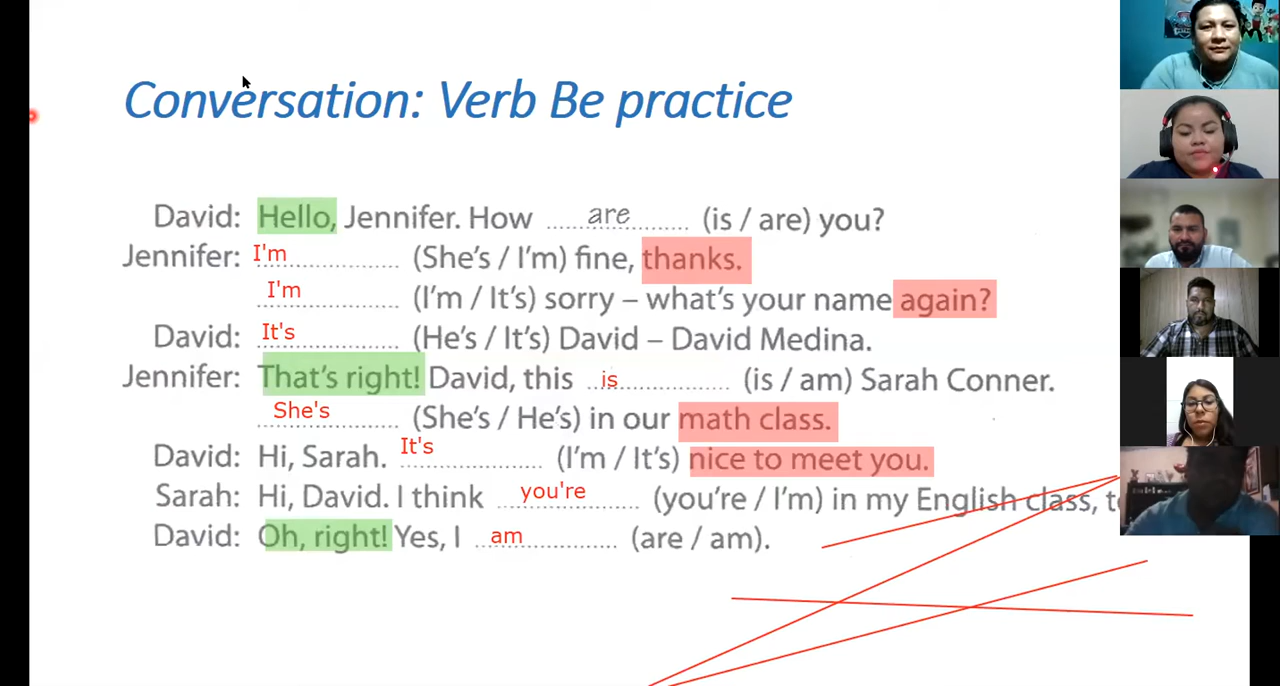 Conversation: Verb Be practice
David: Hello, Jennifer. How are (is / are) you?
Jennifer: I'm (She's / I'm) fine, thanks.
I'm (I'm / It's) sorry – what's your name again?
David: It's (He's / It's) David – David Medina.
Jennifer: That's right! David, this is (is / am) Sarah Conner.
She's (She's / He's) in our math class.
David: Hi, Sarah. It's (I'm / It's) nice to meet you.
Sarah: Hi, David. I think you're (you're / I'm) in my English class,
David: Oh, right! Yes, I am (are / am).